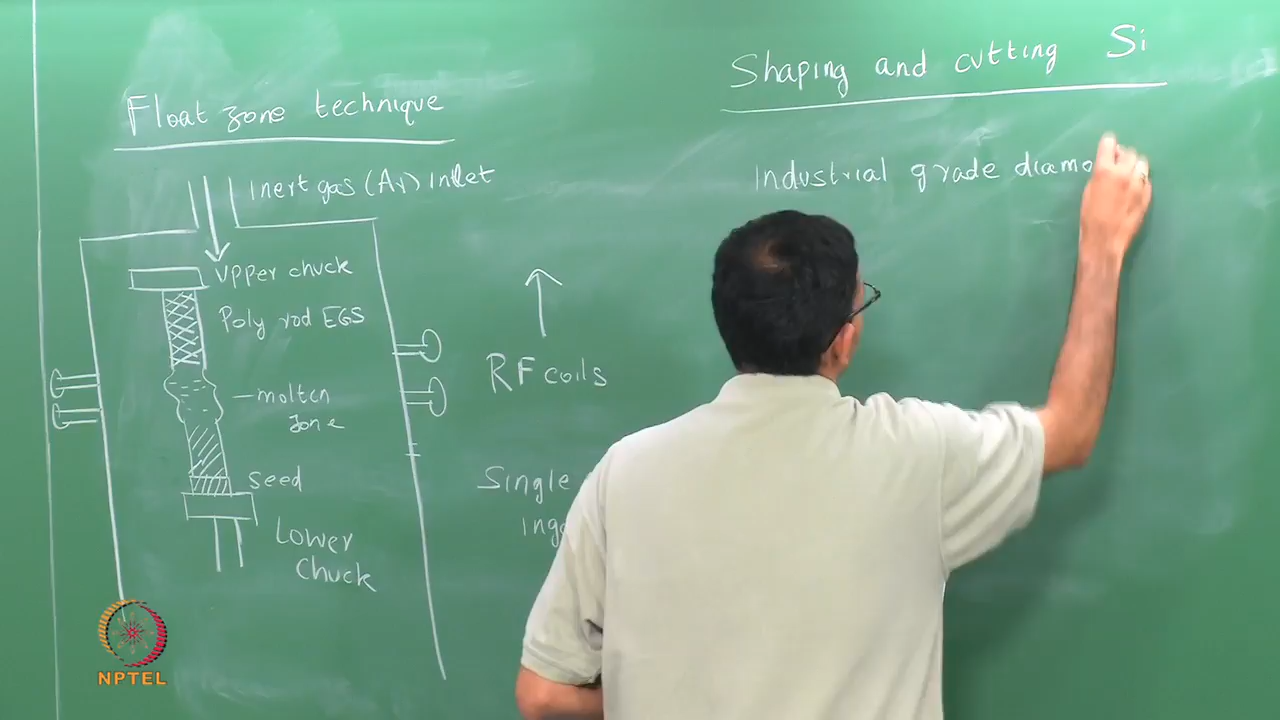 Float zone technique
Inert gas (Ar) inlet
Upper chuck
Poly rod EGS
molten
zone
seed
Lower
chuck
RF coils
Single
Shaping and cutting Si
Industrial grade
NPTEL